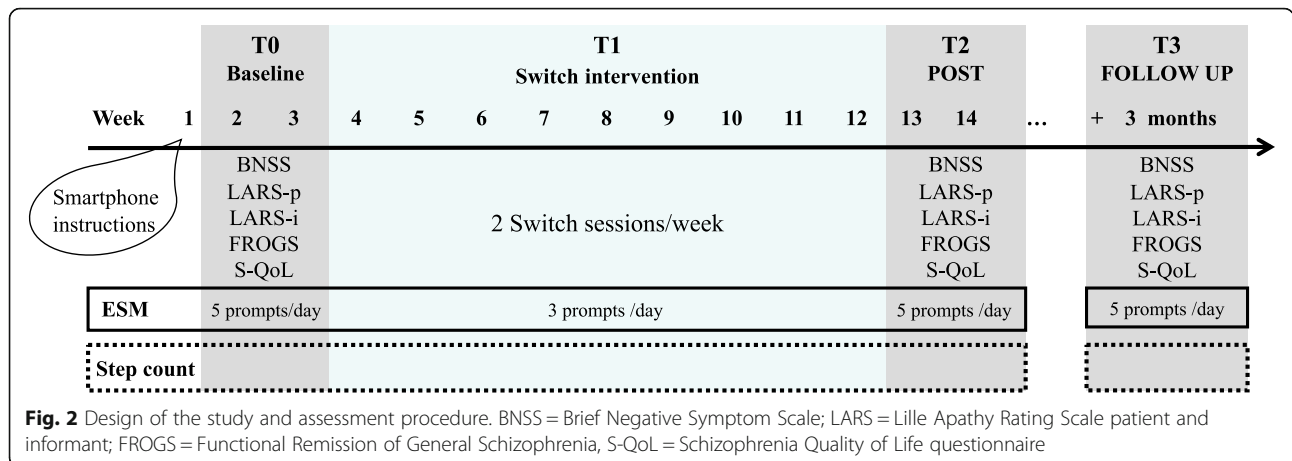 T0 T1 T2 T3
Baseline Switch intervention POST FOLLOW UP
Week 1 2 3 4 5 6 7 8 9 10 11 12 13 14 … + 3 months
Smartphone
instructions
BNSS BNSS BNSS
LARS-p LARS-p LARS-p
LARS-i LARS-i LARS-i
2 Switch sessions/week
FROGS FROGS FROGS
S-QoL S-QoL S-QoL
ESM 5 prompts/day 3 prompts /day 5 prompts /day 5 prompts /day
Step count
Fig. 2 Design of the study and assessment procedure. BNSS = Brief Negative Symptom Scale; LARS = Lille Apathy Rating Scale patient and
informant; FROGS = Functional Remission of General Schizophrenia, S-QoL = Schizophrenia Quality of Life questionnaire